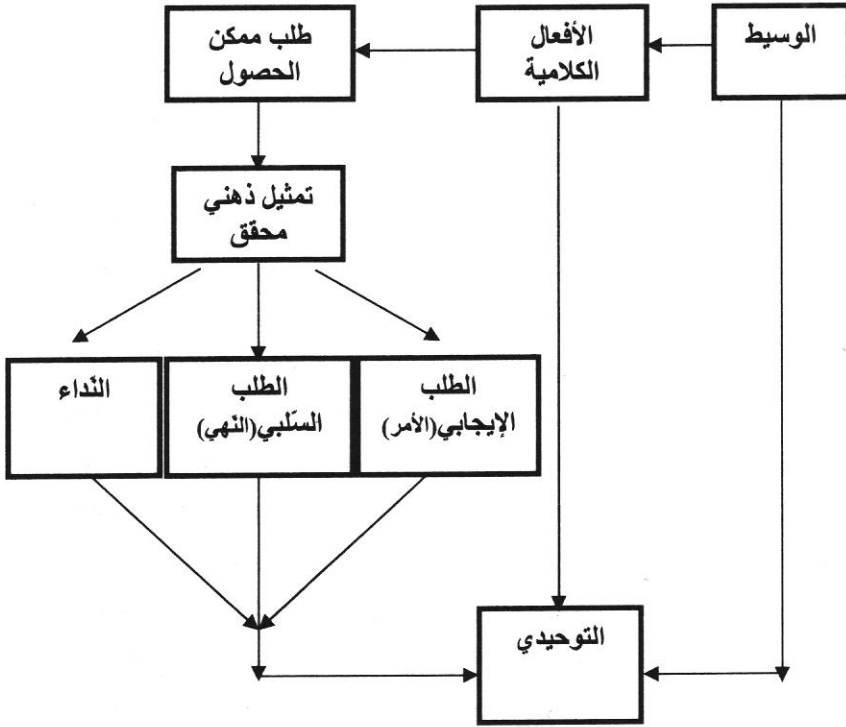 الوسيط
الأفعال
الكلامية
طلب ممكن
الحصول
تمثيل ذهني
محقق
الطلب
الإيجابي(الأمر)
الطلب
السّلبي(النّهي)
النّداء
التوحيدي